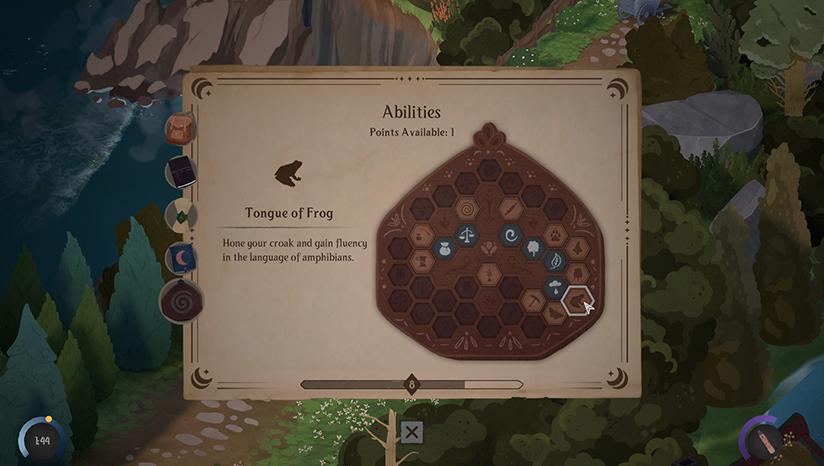 Abilities
Points Available: 1
Tongue of Frog
Hone your croak and gain fluency
in the language of amphibians.
8
1:44